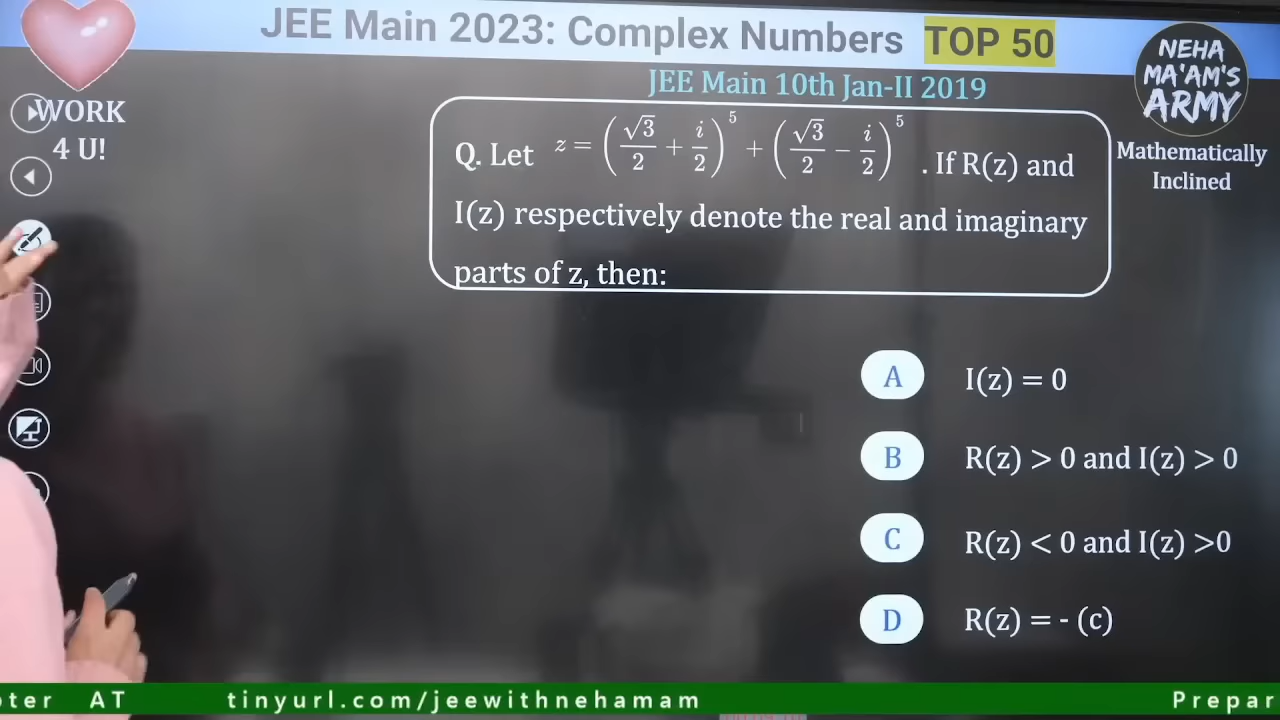 JEE Main 2023: Complex Numbers TOP 50
JEE Main 10th Jan-II 2019
NEHA
MA'AM'S
ARMY
Mathematically
Inclined
WORK
4 U!
Q. Let z = (√3/2 + i/2)^5 + (√3/2 − i/2)^5. If R(z) and
I(z) respectively denote the real and imaginary
parts of z, then:
A I(z) = 0
B R(z) > 0 and I(z) > 0
C R(z) < 0 and I(z) >0
D R(z) = - (c)
oter AT tinyurl.com/jeewithnehamam Prepar